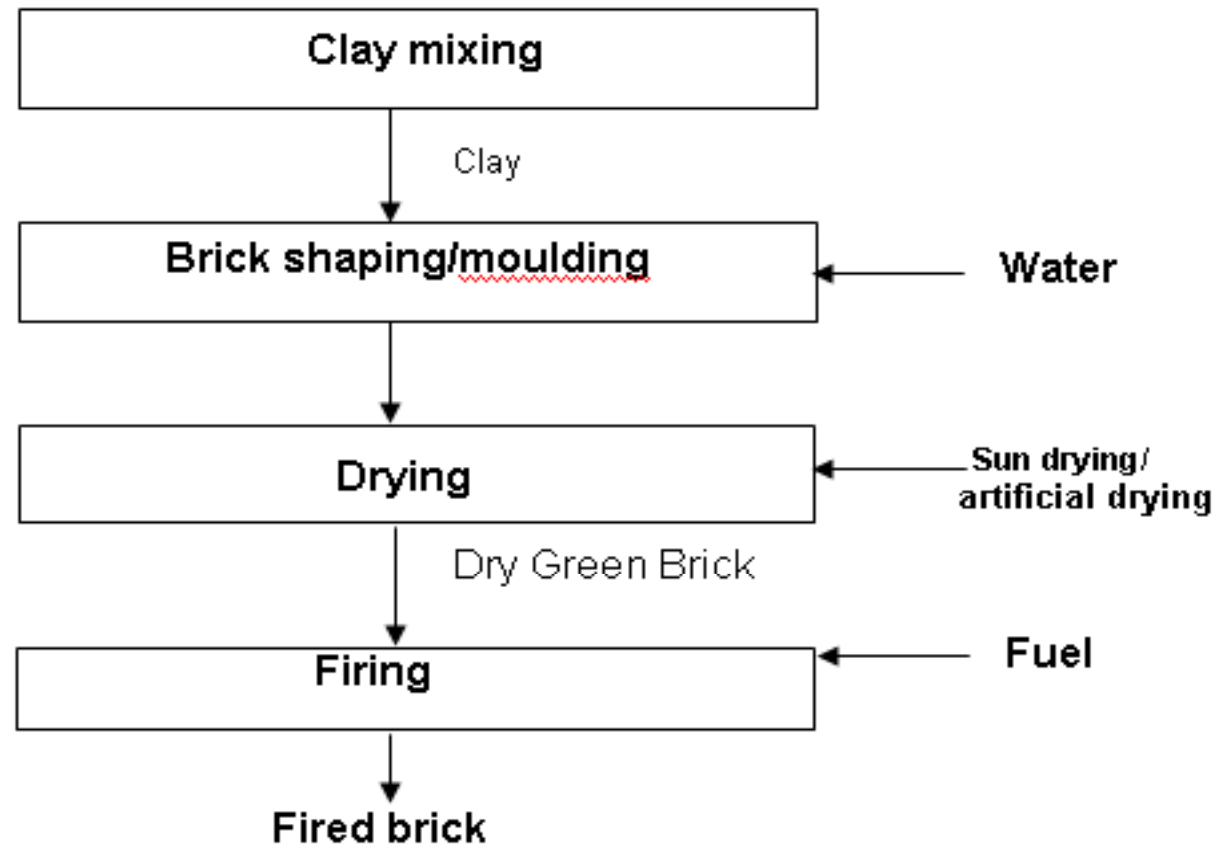 Clay mixing
Clay
Brick shaping/moulding
Water
Drying
Sun drying/
artificial drying
Dry Green Brick
Firing
Fuel
Fired brick